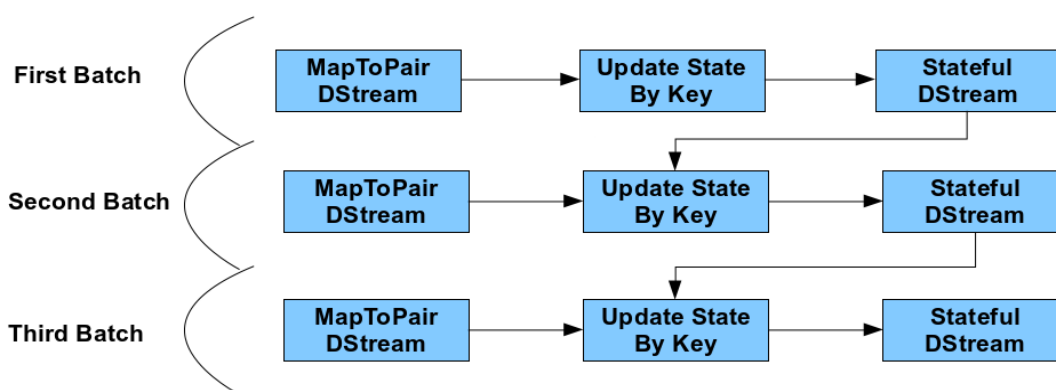 First Batch
MapToPair
DStream
Update State
By Key
Stateful
DStream
Second Batch
MapToPair
DStream
Update State
By Key
Stateful
DStream
Third Batch
MapToPair
DStream
Update State
By Key
Stateful
DStream